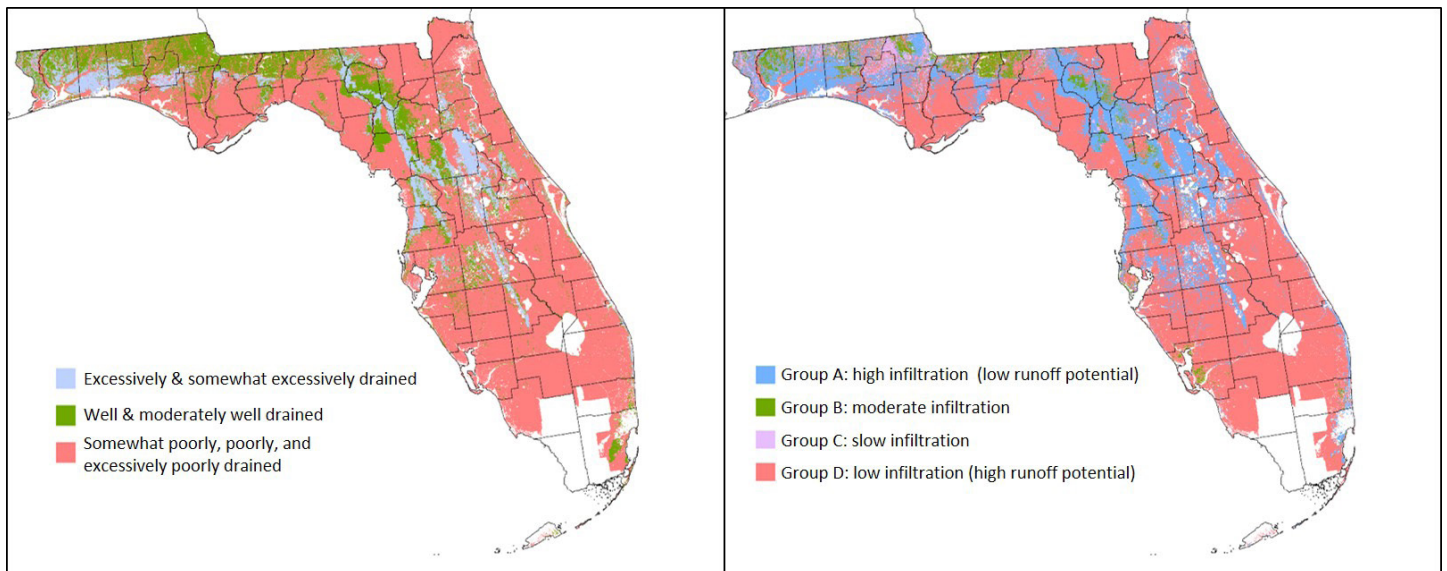 Excessively & somewhat excessively drained
Well & moderately well drained
Somewhat poorly, poorly, and
excessively poorly drained
Group A: high infiltration (low runoff potential)
Group B: moderate infiltration
Group C: slow infiltration
Group D: low infiltration (high runoff potential)